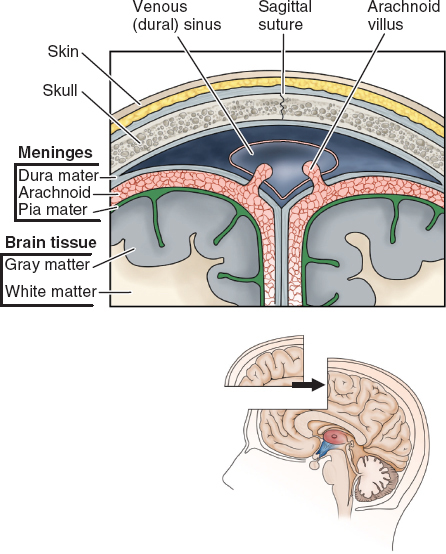 Venous
(dural) sinus
Sagittal
suture
Arachnoid
villus
Skin
Skull
Meninges
Dura mater
Arachnoid
Pia mater
Brain tissue
Gray matter
White matter